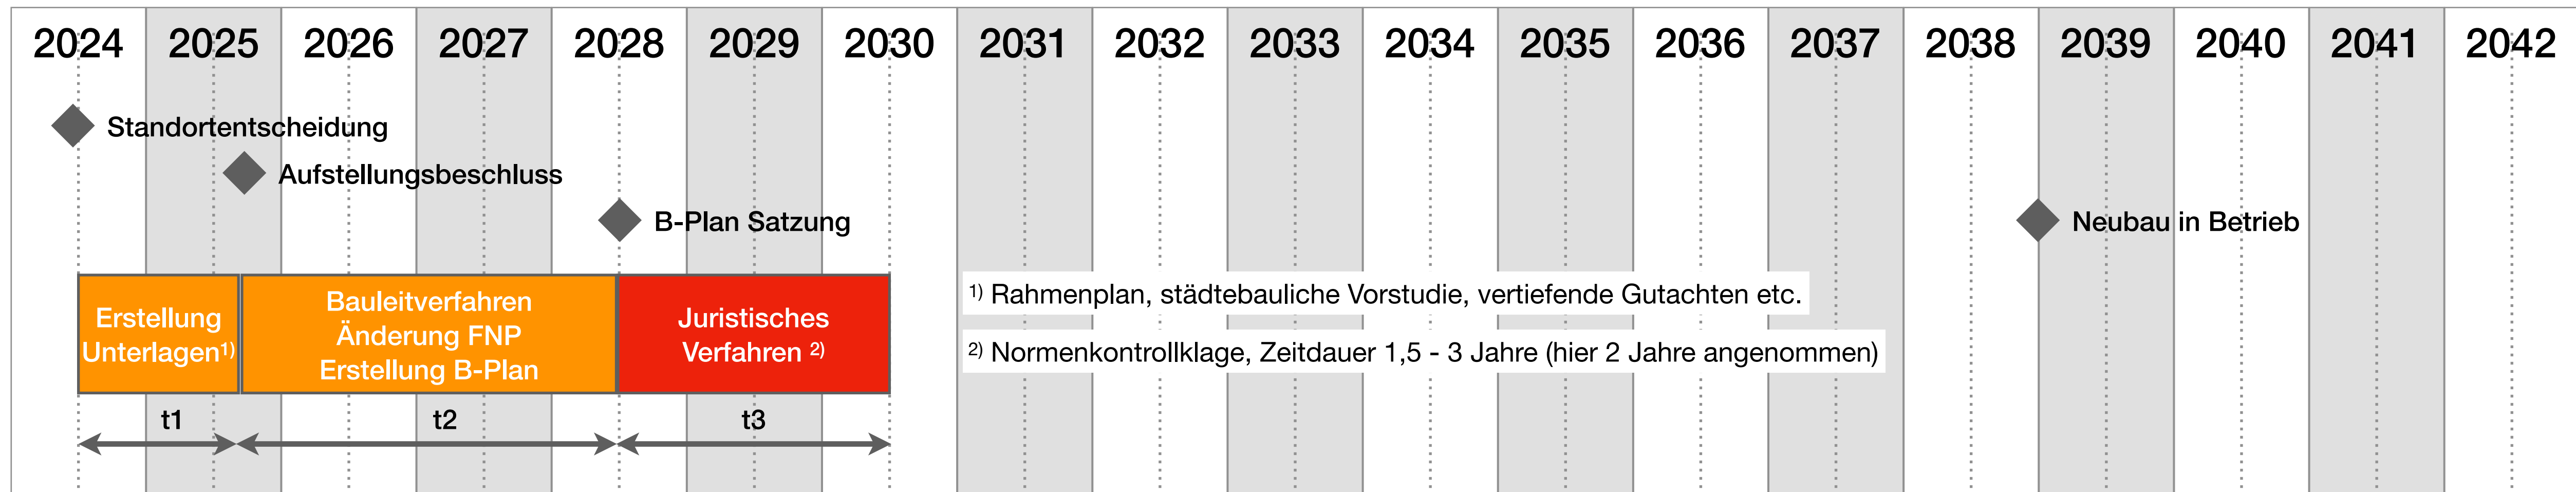 2024 2025 2026 2027 2028 2029 2030 2031 2032 2033 2034 2035 2036 2037 2038 2039 2040 2041 2042
Standortentscheidung
Aufstellungsbeschluss
B-Plan Satzung
Neubau in Betrieb
Erstellung
Unterlagen1)
Bauleitverfahren
Änderung FNP
Erstellung B-Plan
Juristisches
Verfahren 2)
1) Rahmenplan, städtebauliche Vorstudie, vertiefende Gutachten etc.
2) Normenkontrollklage, Zeitdauer 1,5 - 3 Jahre (hier 2 Jahre angenommen)
t1
t2
t3